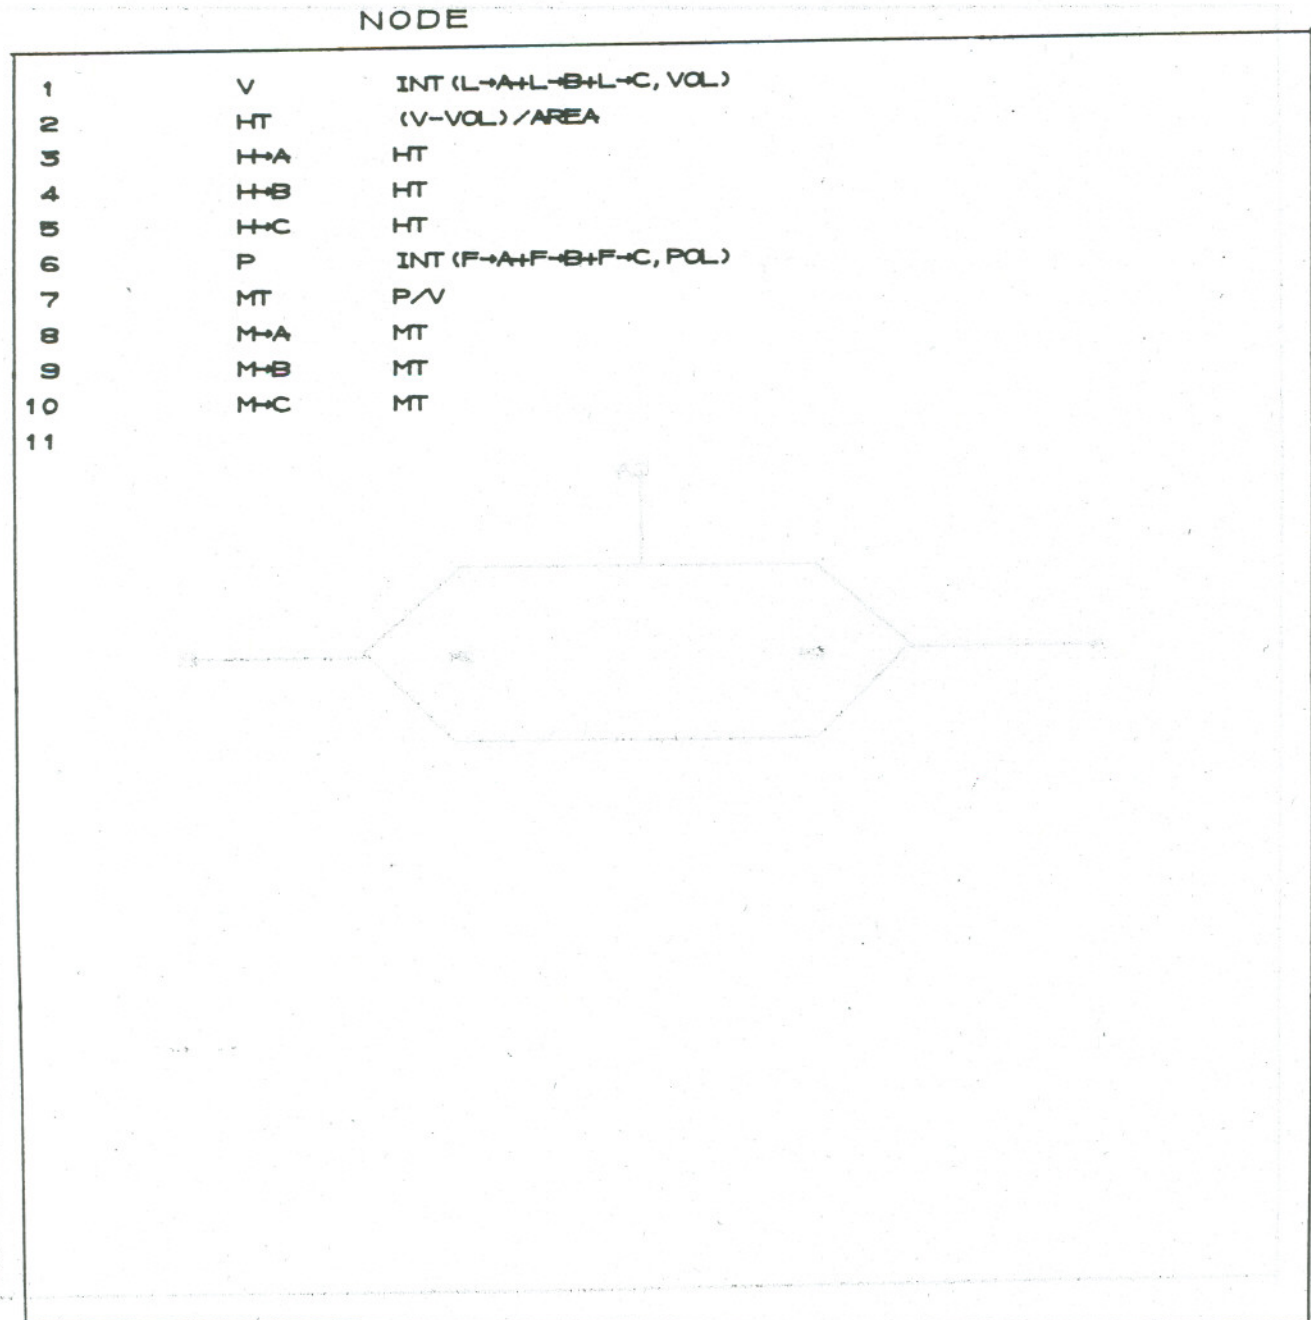 NODE
1 V INT(L→A+L→B+L→C,VOL)
2 HT (V-VOL)/AREA
3 H→A HT
4 H→B HT
5 H→C HT
6 P INT(F→A+F→B+F→C,POL)
7 MT P/V
8 M→A MT
9 M→B MT
10 M→C MT
11